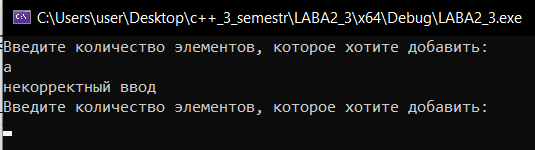 C:\Users\user\Desktop\c++_3_semestr\LABA2_3\x64\Debug\LABA2_3.exe
Введите количество элементов, которое хотите добавить:
а
некорректный ввод
Введите количество элементов, которое хотите добавить: